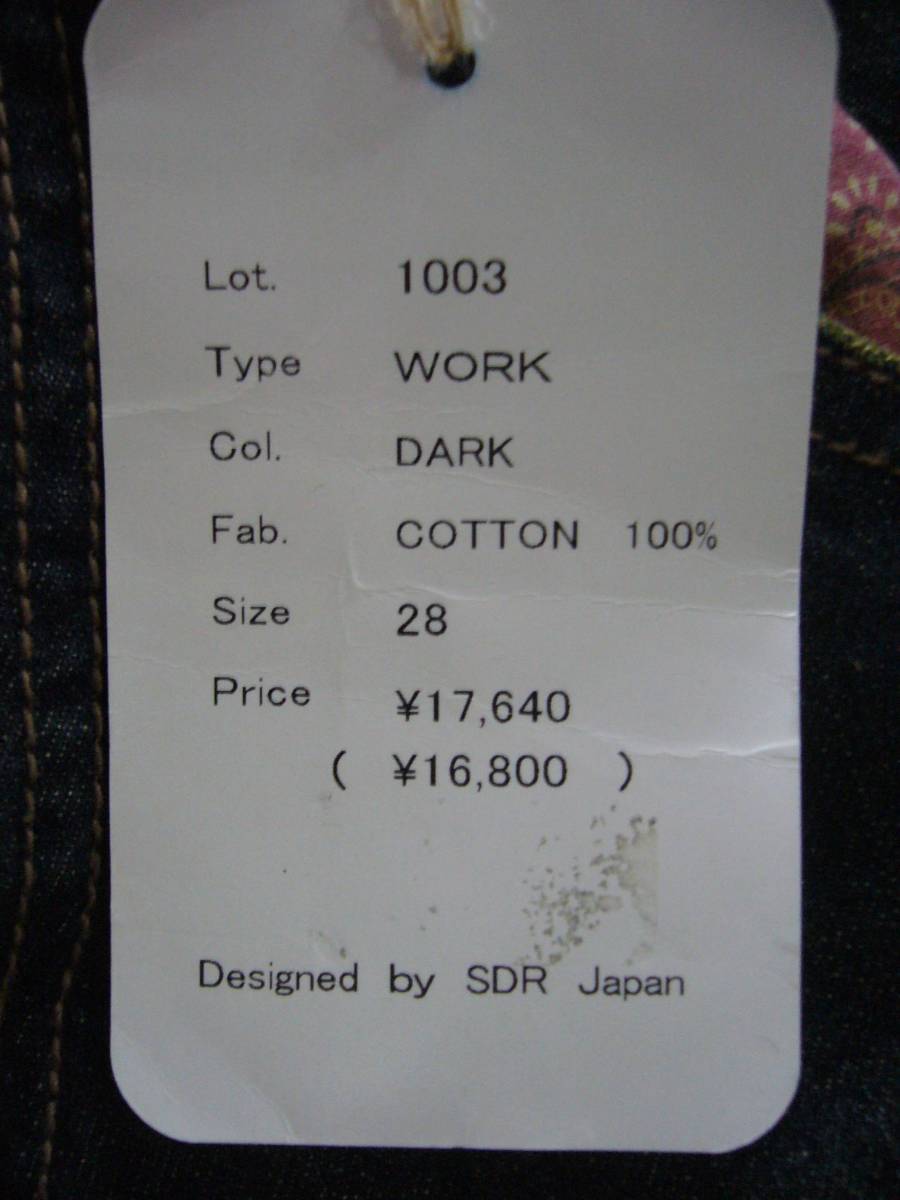 Lot. 1003
Type WORK
Col. DARK
Fab. COTTON 100%
Size 28
Price ¥17,640
( ¥16,800 )
Designed by SDR Japan